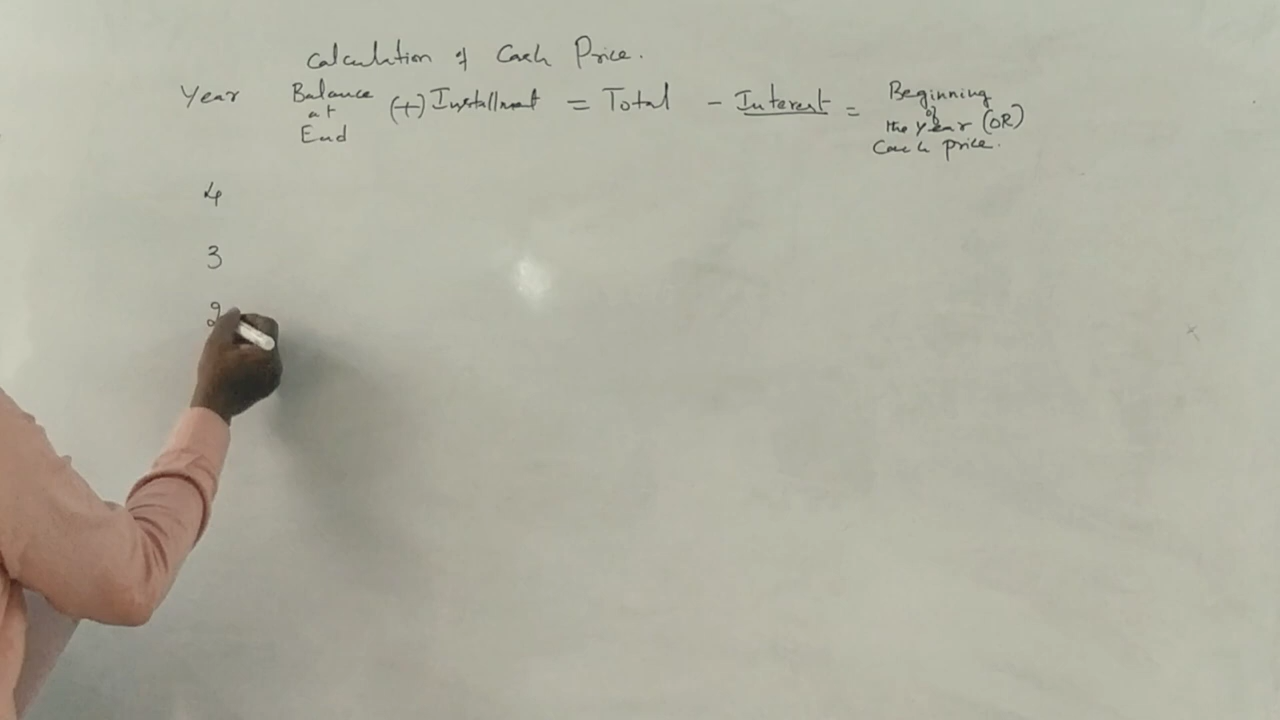 Calculation of Cash Price.
Year Balance at End (+) Installment = Total - Interest = Beginning of the year (OR) Cash price.
4
3
2